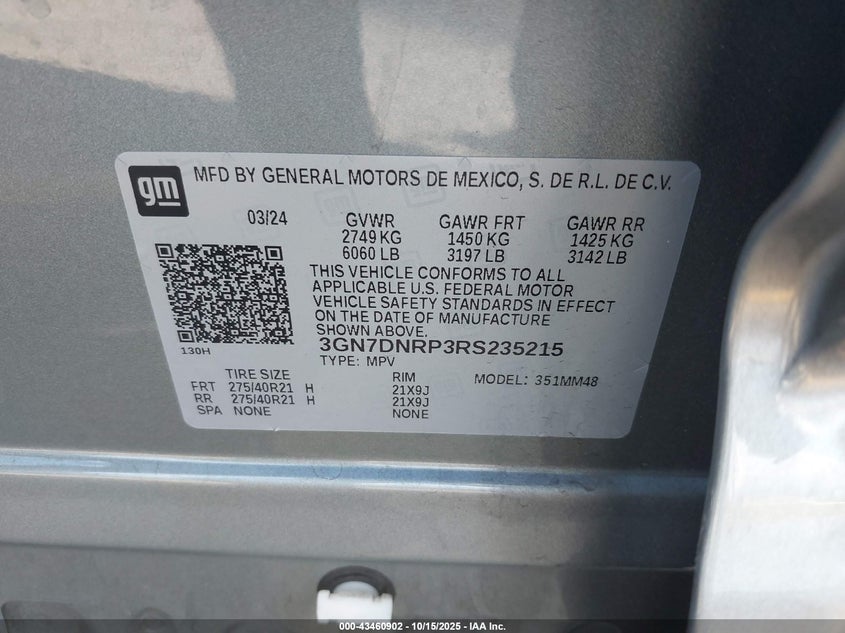 gm
MFD BY GENERAL MOTORS DE MEXICO, S. DE R.L. DE C.V.
03/24 GVWR GAWR FRT GAWR RR
2749 KG 1450 KG 1425 KG
6060 LB 3197 LB 3142 LB
THIS VEHICLE CONFORMS TO ALL
APPLICABLE U.S. FEDERAL MOTOR
VEHICLE SAFETY STANDARDS IN EFFECT
ON THE DATE OF MANUFACTURE
SHOWN ABOVE.
130H
3GN7DNRP3RS235215
TYPE: MPV
TIRE SIZE RIM MODEL: 351MM48
FRT 275/40R21 H 21X9J
RR 275/40R21 H 21X9J
SPA NONE NONE
000-43460902 - 10/15/2025 - IAA Inc.